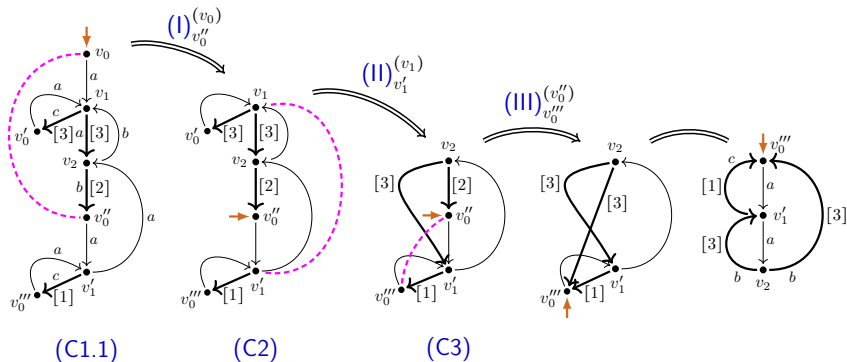 (I)_{v_0''}^{(v_0)}
(II)_{v_1'}^{(v_1)}
(III)_{v_0'''}^{(v_0'')}
v_0
a
a
v_1
c
v_0'
[3]
a
[3]
b
v_2
b
[2]
v_0''
a
a
a
c
v_1'
[1]
v_0'''
v_1
v_0'
[3]
[3]
v_2
[2]
v_0''
v_1'
[1]
v_0'''
v_2
[3]
[2]
v_0''
v_1'
[1]
v_0'''
v_2
[3]
[3]
v_1'
[1]
v_0'''
v_0'''
c
[1]
a
v_1'
[3]
[3]
a
b
b
v_2
(C1.1)
(C2)
(C3)